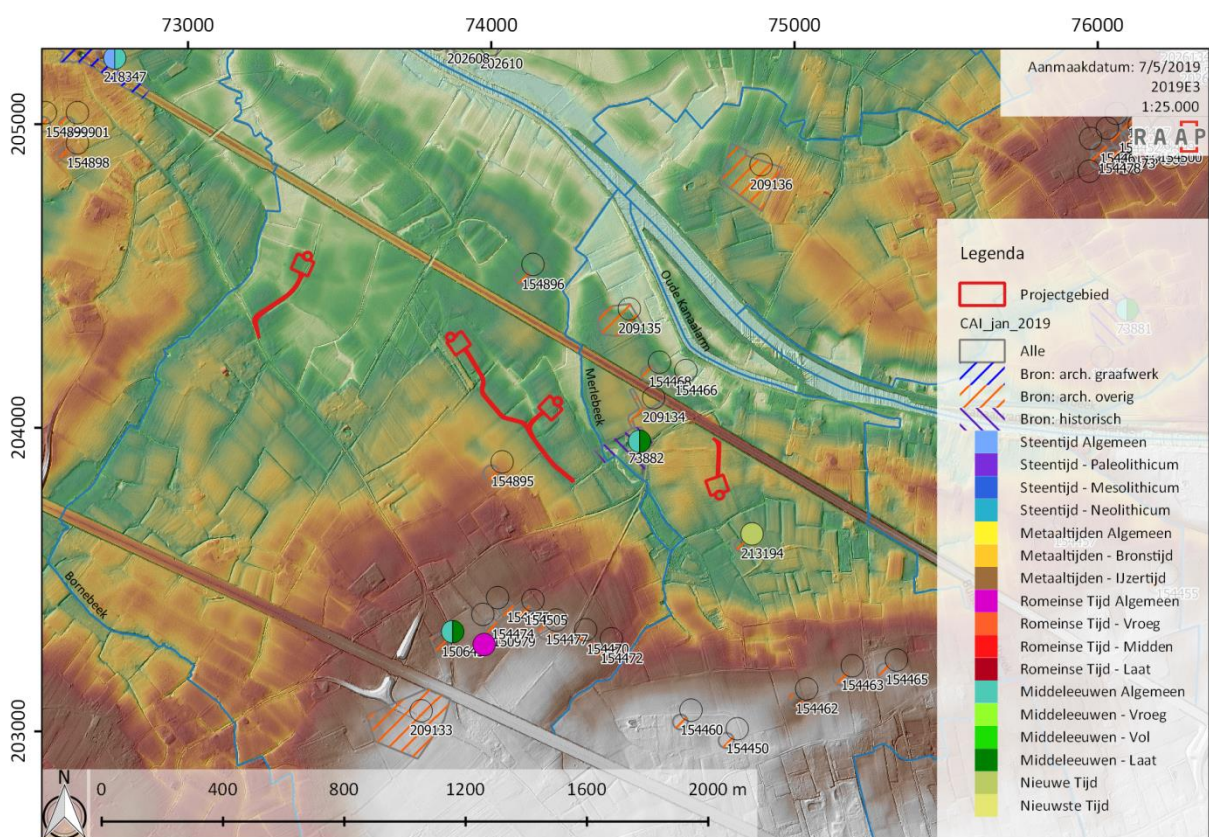 73000 74000 75000 76000
205000
204000
203000
202608
202610
218347
154899901
154898
209136
154896
209135
Oude Kanaalarm
73881
154468
154466
Merlebeek
209134
73882
154895
213194
Bornebeek
154474
154505
150979
154477
154470
154472
154463
154465
154462
154460
154450
209133
154455
154478
154500
Aanmaakdatum: 7/5/2019
2019E3
1:25.000
RAAP
Legenda
Projectgebied
CAI_jan_2019
Alle
Bron: arch. graafwerk
Bron: arch. overig
Bron: historisch
Steentijd Algemeen
Steentijd - Paleolithicum
Steentijd - Mesolithicum
Steentijd - Neolithicum
Metaaltijden Algemeen
Metaaltijden - Bronstijd
Metaaltijden - IJzertijd
Romeinse Tijd Algemeen
Romeinse Tijd - Vroeg
Romeinse Tijd - Midden
Romeinse Tijd - Laat
Middeleeuwen Algemeen
Middeleeuwen - Vroeg
Middeleeuwen - Vol
Middeleeuwen - Laat
Nieuwe Tijd
Nieuwste Tijd
N
0 400 800 1200 1600 2000 m